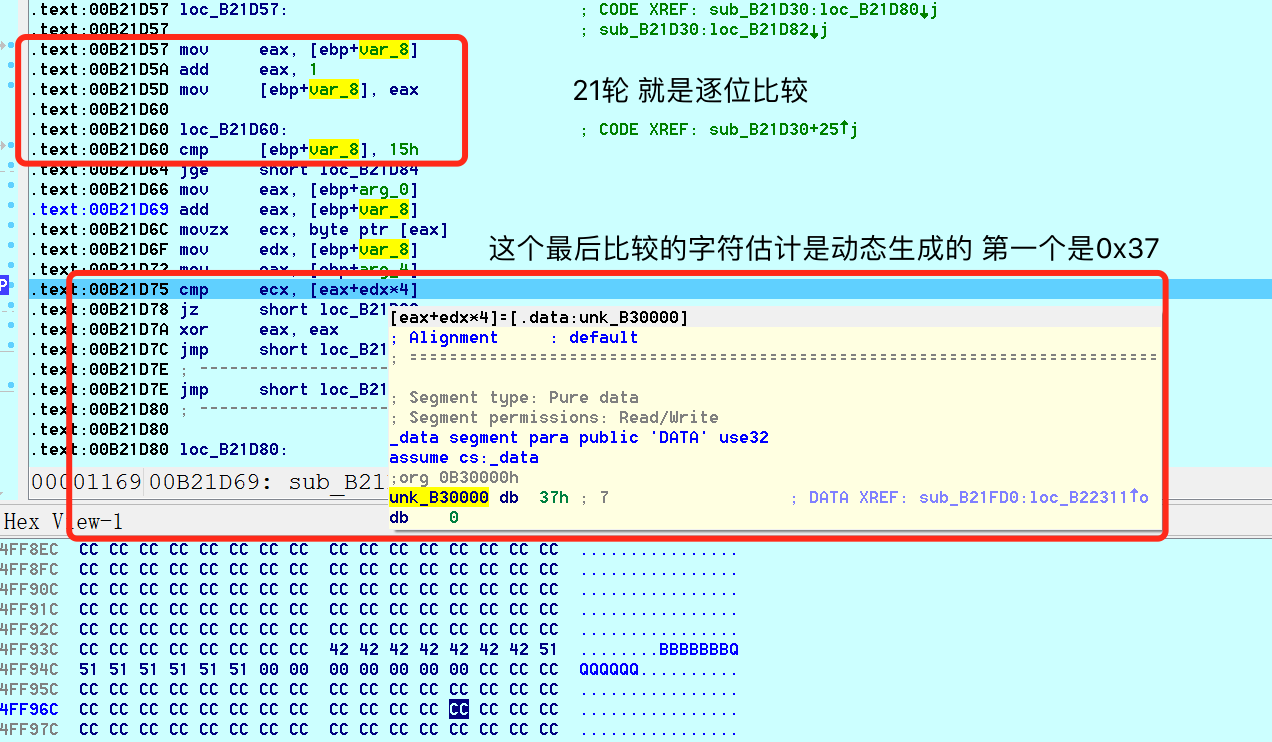 .text:00B21D57 loc_B21D57: ; CODE XREF: sub_B21D30:loc_B21D80↓j
.text:00B21D57 ; sub_B21D30:loc_B21D82↓j
.text:00B21D57 mov eax, [ebp+var_8]
.text:00B21D5A add eax, 1
.text:00B21D5D mov [ebp+var_8], eax
21轮 就是逐位比较
.text:00B21D60
.text:00B21D60 loc_B21D60: ; CODE XREF: sub_B21D30+25↑j
.text:00B21D60 cmp [ebp+var_8], 15h
.text:00B21D64 jge short loc_B21D84
.text:00B21D66 mov eax, [ebp+arg_0]
.text:00B21D69 add eax, [ebp+var_8]
.text:00B21D6C movzx ecx, byte ptr [eax]
.text:00B21D6F mov edx, [ebp+var_8]
这个最后比较的字符估计是动态生成的 第一个是0x37
.text:00B21D72 mov eax, [ebp+arg_4]
.text:00B21D75 cmp ecx, [eax+edx*4]
.text:00B21D78 jz short loc_B21D
.text:00B21D7A xor eax, eax
.text:00B21D7C jmp short loc_B21
.text:00B21D7E ; ------------------
.text:00B21D7E jmp short loc_B21
.text:00B21D80 ; ------------------
.text:00B21D80
.text:00B21D80 loc_B21D80:
[eax+edx*4]=[.data:unk_B30000]
; Alignment : default
; ---------------------------------------------------------------------------
; Segment type: Pure data
; Segment permissions: Read/Write
_data segment para public 'DATA' use32
assume cs:_data
;org 0B30000h
unk_B30000 db 37h ; 7 ; DATA XREF: sub_B21FD0:loc_B22311↑o
db 0
00001169 00B21D69: sub_B21
Hex View-1
4FF8EC CC CC CC CC CC CC CC CC CC CC CC CC CC CC CC CC ................
4FF8FC CC CC CC CC CC CC CC CC CC CC CC CC CC CC CC CC ................
4FF90C CC CC CC CC CC CC CC CC CC CC CC CC CC CC CC CC ................
4FF91C CC CC CC CC CC CC CC CC CC CC CC CC CC CC CC CC ................
4FF92C CC CC CC CC CC CC CC CC CC CC CC CC CC CC CC CC ................
4FF93C CC CC CC CC CC CC CC CC 42 42 42 42 42 42 42 51 ........BBBBBBBQ
4FF94C 51 51 51 51 51 51 00 00 00 00 00 00 00 CC CC CC QQQQQQ..........
4FF95C CC CC CC CC CC CC CC CC CC CC CC CC CC CC CC CC ................
4FF96C CC CC CC CC CC CC CC CC CC CC CC CC CC CC CC CC ................
4FF97C CC CC CC CC CC CC CC CC CC CC CC CC CC CC CC CC ................